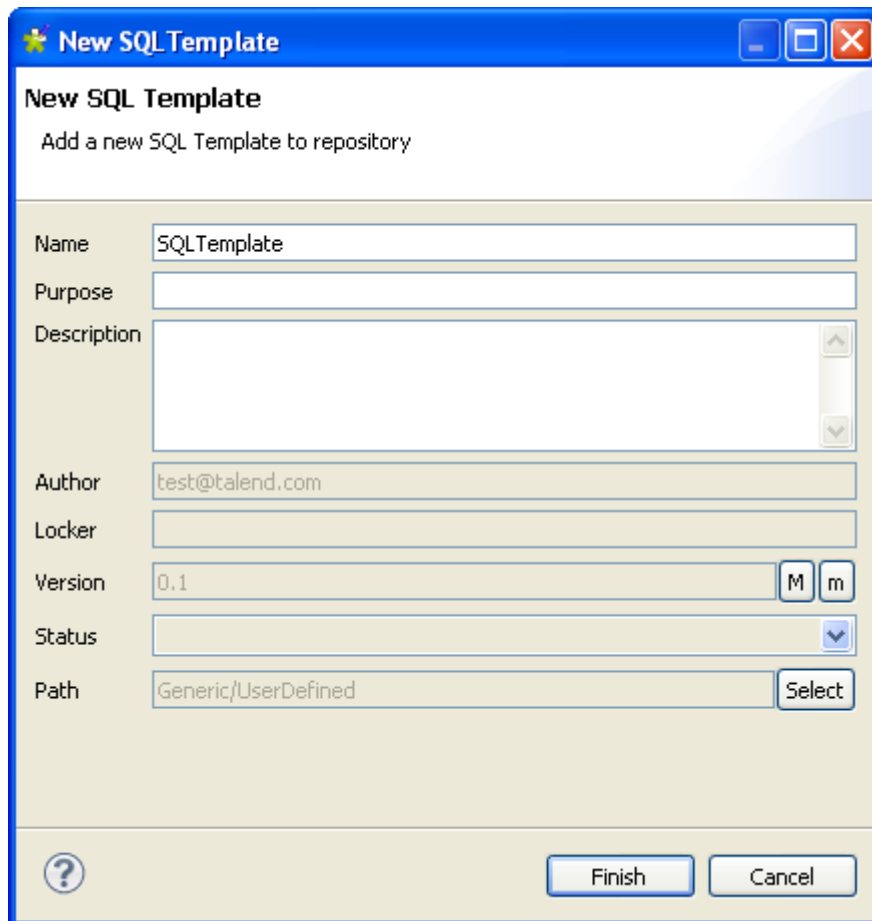 New SQLTemplate
New SQL Template
Add a new SQL Template to repository
Name SQLTemplate
Purpose
Description
Author test@talend.com
Locker
Version 0.1 M m
Status
Path Generic/UserDefined Select
? Finish Cancel